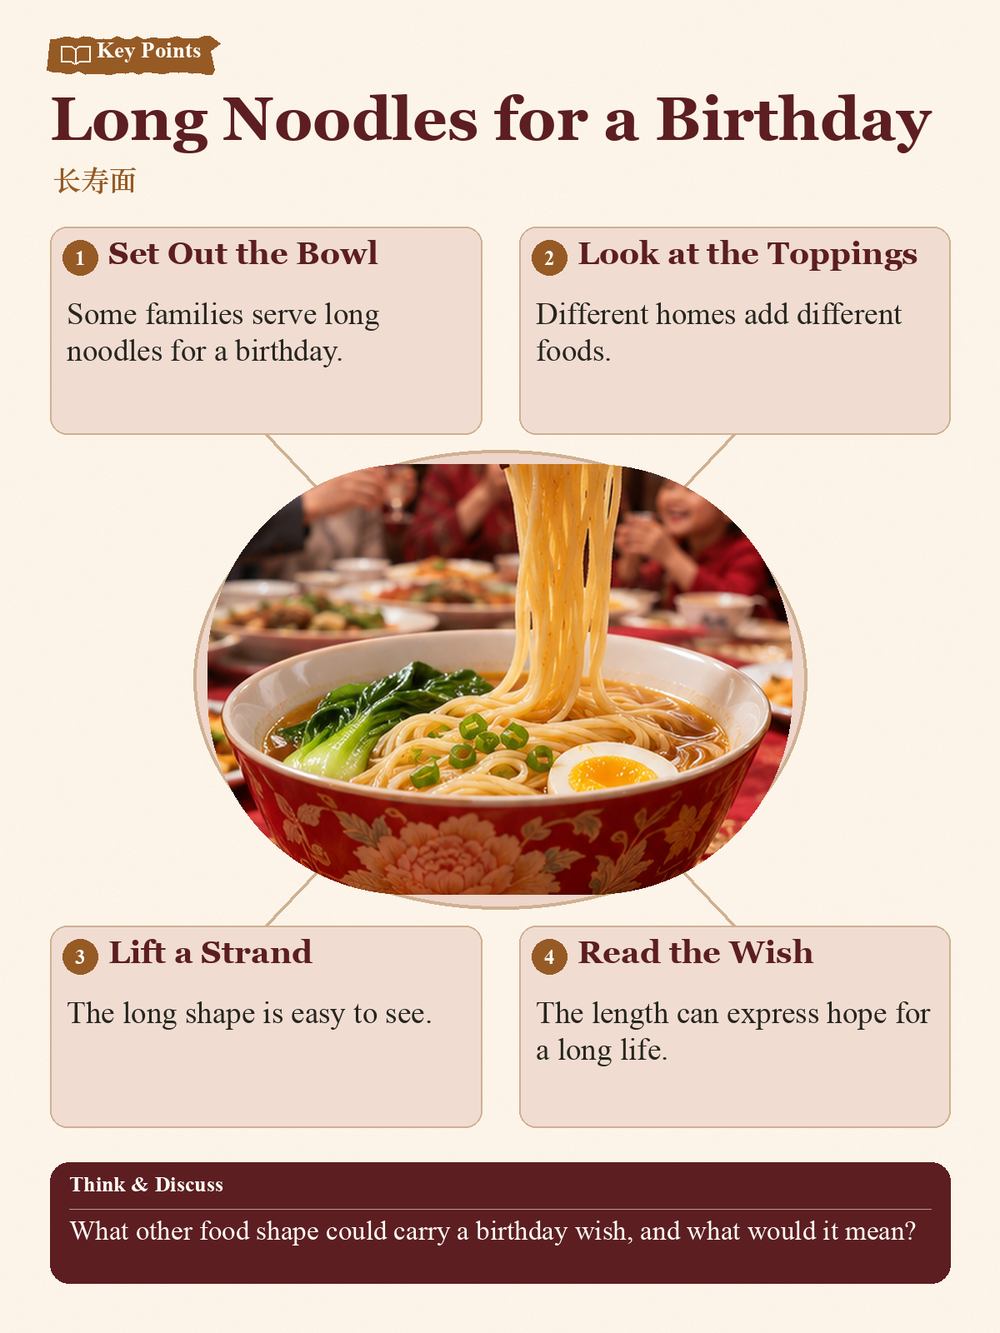 Key Points
Long Noodles for a Birthday
长寿面
1 Set Out the Bowl
Some families serve long
noodles for a birthday.
2 Look at the Toppings
Different homes add different
foods.
3 Lift a Strand
The long shape is easy to see.
4 Read the Wish
The length can express hope for
a long life.
Think & Discuss
What other food shape could carry a birthday wish, and what would it mean?